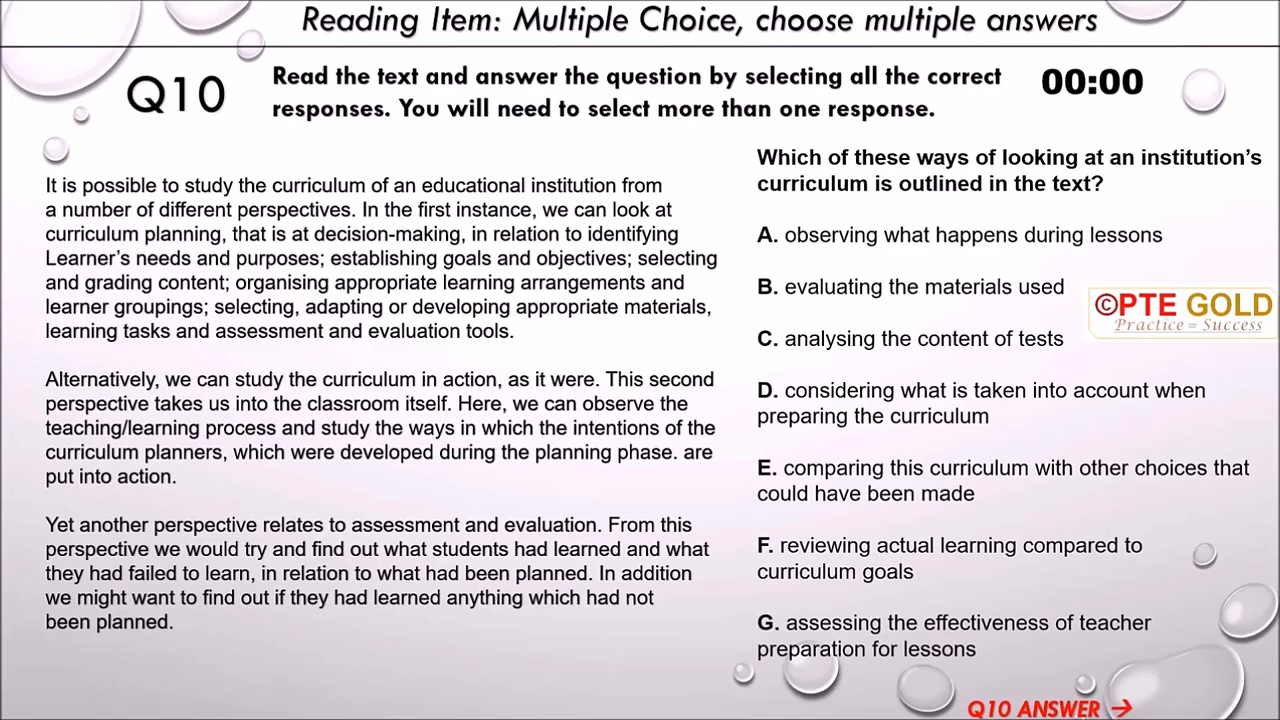 Reading Item: Multiple Choice, choose multiple answers
Q10
Read the text and answer the question by selecting all the correct
responses. You will need to select more than one response.
00:00
It is possible to study the curriculum of an educational institution from
a number of different perspectives. In the first instance, we can look at
curriculum planning, that is at decision-making, in relation to identifying
Learner's needs and purposes; establishing goals and objectives; selecting
and grading content; organising appropriate learning arrangements and
learner groupings; selecting, adapting or developing appropriate materials,
learning tasks and assessment and evaluation tools.
Alternatively, we can study the curriculum in action, as it were. This second
perspective takes us into the classroom itself. Here, we can observe the
teaching/learning process and study the ways in which the intentions of the
curriculum planners, which were developed during the planning phase. are
put into action.
Yet another perspective relates to assessment and evaluation. From this
perspective we would try and find out what students had learned and what
they had failed to learn, in relation to what had been planned. In addition
we might want to find out if they had learned anything which had not
been planned.
Which of these ways of looking at an institution's
curriculum is outlined in the text?
A. observing what happens during lessons
B. evaluating the materials used
C. analysing the content of tests
D. considering what is taken into account when
preparing the curriculum
E. comparing this curriculum with other choices that
could have been made
F. reviewing actual learning compared to
curriculum goals
G. assessing the effectiveness of teacher
preparation for lessons
©PTE GOLD
Practice = Success
Q10 ANSWER →